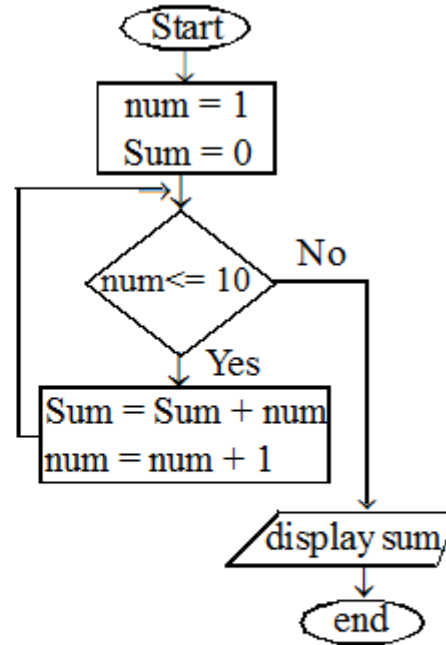 Start
num = 1
Sum = 0
num<= 10
No
Yes
Sum = Sum + num
num = num + 1
display sum
end